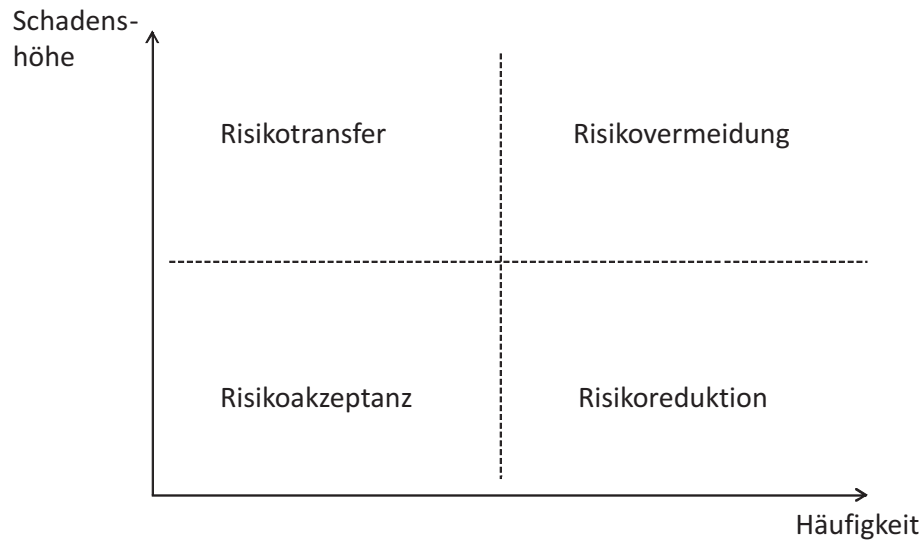 Schadens-
höhe
Risikotransfer
Risikovermeidung
Risikoakzeptanz
Risikoreduktion
Häufigkeit